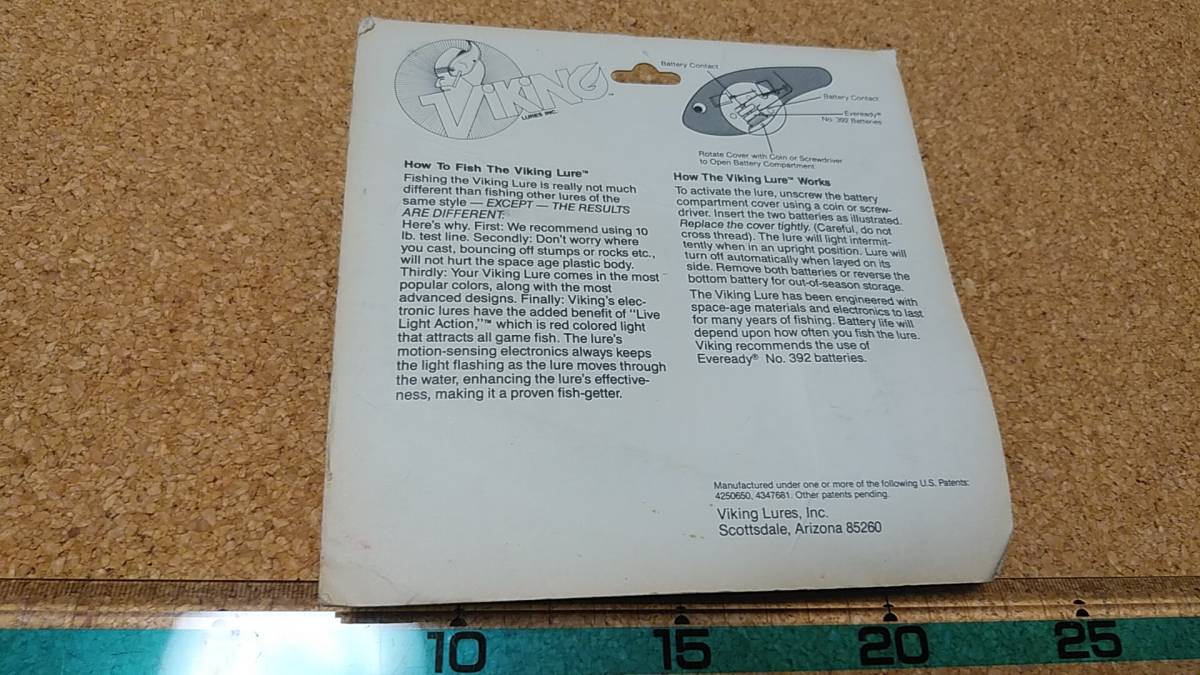 VIKING™
LURES INC.
Battery Contact
Battery Contact
Eveready®
No. 392 Batteries
Rotate Cover with Coin or Screwdriver
to Open Battery Compartment
How To Fish The Viking Lure™
Fishing the Viking Lure is really not much
different than fishing other lures of the
same style — EXCEPT — THE RESULTS
ARE DIFFERENT.
Here's why. First: We recommend using 10
lb. test line. Secondly: Don't worry where
you cast, bouncing off stumps or rocks etc.,
will not hurt the space age plastic body.
Thirdly: Your Viking Lure comes in the most
popular colors, along with the most
advanced designs. Finally: Viking's elec-
tronic lures have the added benefit of "Live
Light Action,"™ which is red colored light
that attracts all game fish. The lure's
motion-sensing electronics always keeps
the light flashing as the lure moves through
the water, enhancing the lure's effective-
ness, making it a proven fish-getter.
How The Viking Lure™ Works
To activate the lure, unscrew the battery
compartment cover using a coin or screw-
driver. Insert the two batteries as illustrated.
Replace the cover tightly. (Careful, do not
cross thread). The lure will light intermit-
tently when in an upright position. Lure will
turn off automatically when layed on its
side. Remove both batteries or reverse the
bottom battery for out-of-season storage.
The Viking Lure has been engineered with
space-age materials and electronics to last
for many years of fishing. Battery life will
depend upon how often you fish the lure.
Viking recommends the use of
Eveready® No. 392 batteries.
Manufactured under one or more of the following U.S. Patents:
4250650, 4347681. Other patents pending.
Viking Lures, Inc.
Scottsdale, Arizona 85260
10 15 20 25